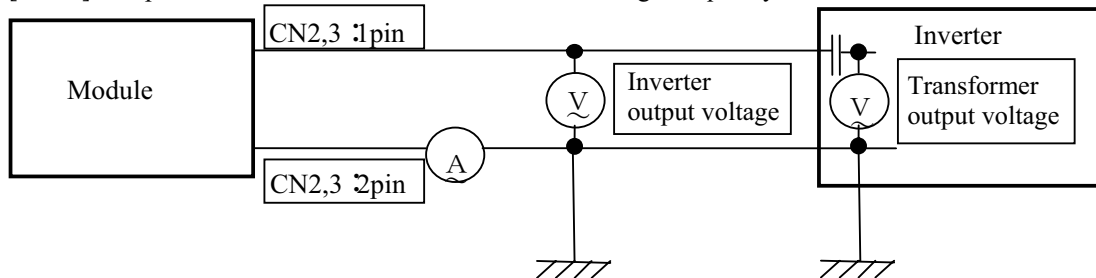 CN2,3 :1pin
Inverter
Module
Inverter
output voltage
V
V
Transformer
output voltage
A
CN2,3 :2pin